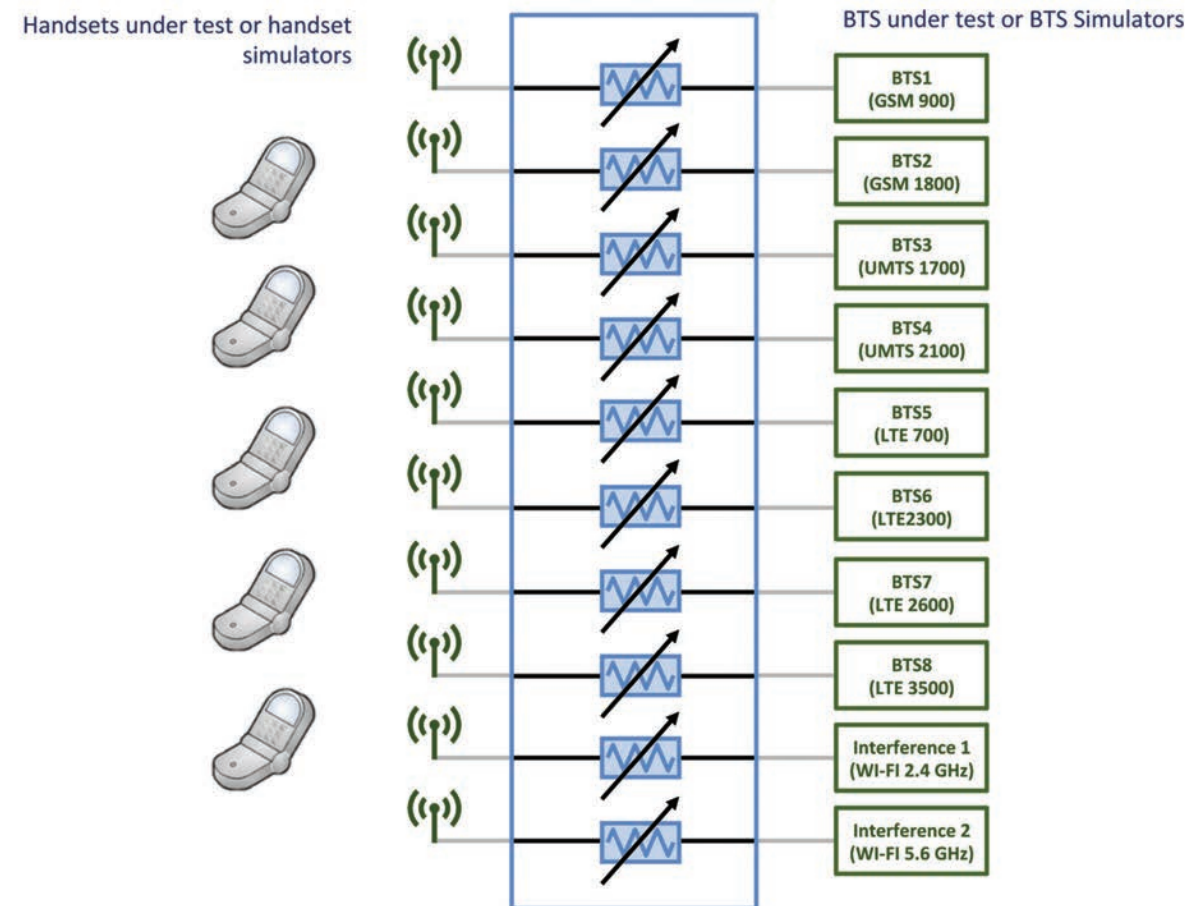 Handsets under test or handset
simulators
BTS under test or BTS Simulators
BTS1
(GSM 900)
BTS2
(GSM 1800)
BTS3
(UMTS 1700)
BTS4
(UMTS 2100)
BTS5
(LTE 700)
BTS6
(LTE2300)
BTS7
(LTE 2600)
BTS8
(LTE 3500)
Interference 1
(WI-FI 2.4 GHz)
Interference 2
(WI-FI 5.6 GHz)